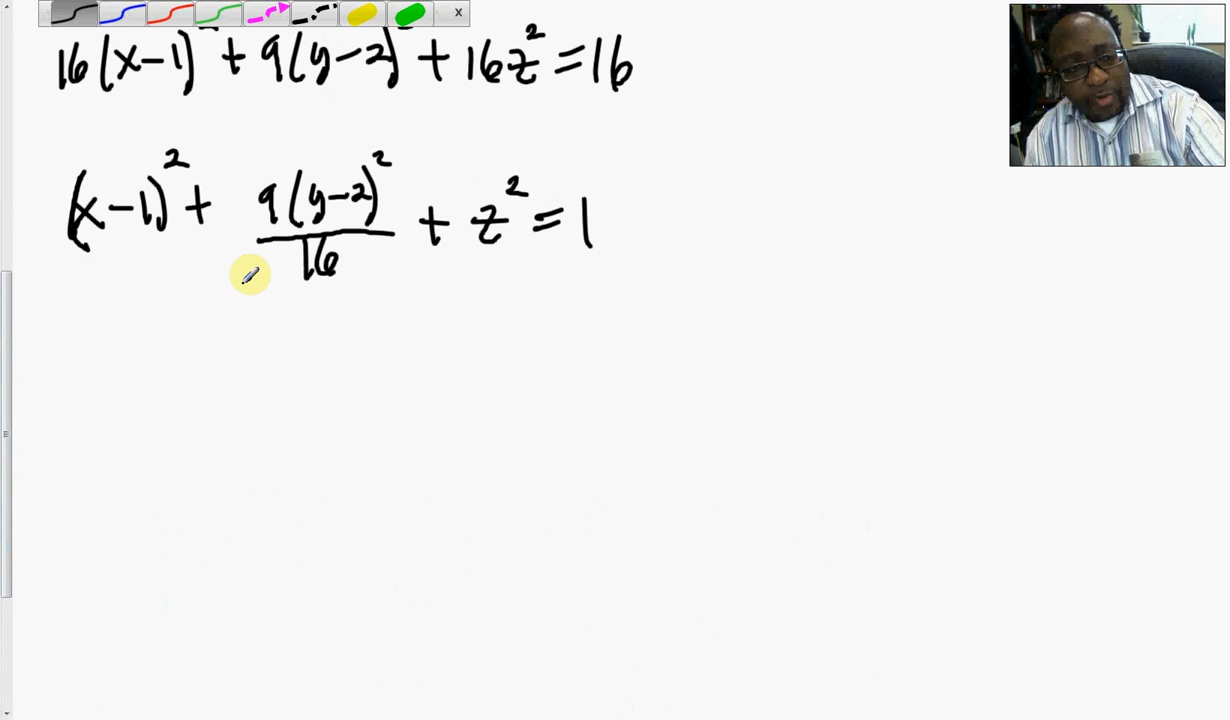 16(x-1)² + 9(y-2)² + 16z² = 16
(x-1)² + 9(y-2)²/16 + z² = 1